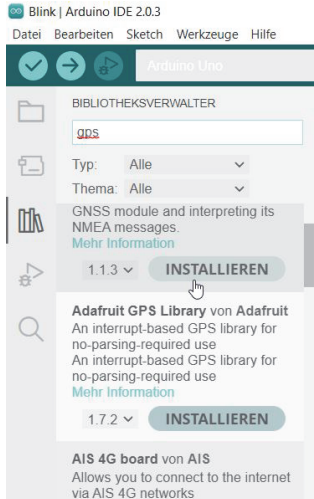 Blink | Arduino IDE 2.0.3
Datei Bearbeiten Sketch Werkzeuge Hilfe
Arduino Uno
BIBLIOTHEKSVERWALTER
gps
Typ: Alle
Thema: Alle
GNSS module and interpreting its
NMEA messages.
Mehr Information
1.1.3 INSTALLIEREN
Adafruit GPS Library von Adafruit
An interrupt-based GPS library for
no-parsing-required use
An interrupt-based GPS library for
no-parsing-required use
Mehr Information
1.7.2 INSTALLIEREN
AIS 4G board von AIS
Allows you to connect to the internet
via AIS 4G networks